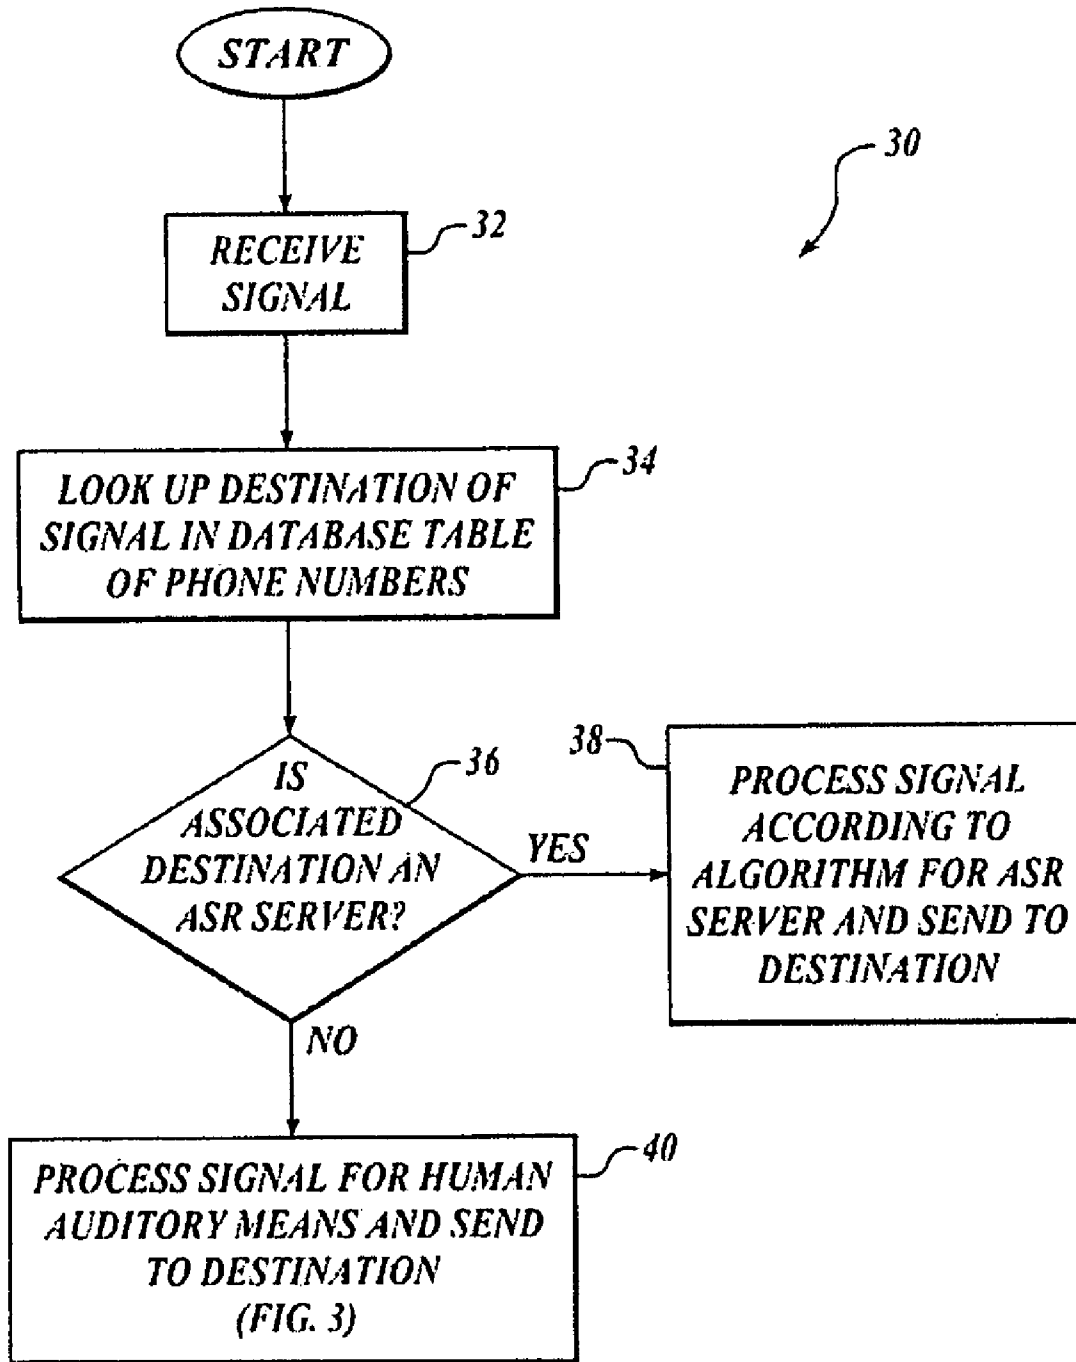 START
30
RECEIVE
SIGNAL
32
LOOK UP DESTINATION OF
SIGNAL IN DATABASE TABLE
OF PHONE NUMBERS
34
IS
ASSOCIATED
DESTINATION AN
ASR SERVER?
36
YES
38
PROCESS SIGNAL
ACCORDING TO
ALGORITHM FOR ASR
SERVER AND SEND TO
DESTINATION
NO
PROCESS SIGNAL FOR HUMAN
AUDITORY MEANS AND SEND
TO DESTINATION
(FIG. 3)
40